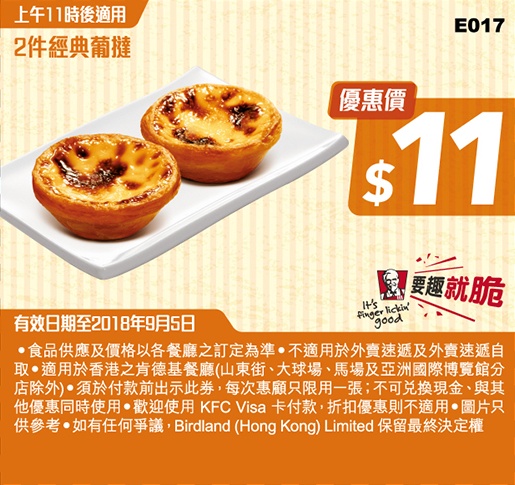 上午11時後適用
E017
2件經典葡撻
優惠價
$11
It's
finger lickin'
good
要趣就脆
有效日期至2018年9月5日
●食品供應及價格以各餐廳之訂定為準●不適用於外賣速遞及外賣速遞自
取●適用於香港之肯德基餐廳(山東街、大球場、馬場及亞洲國際博覽館分
店除外)●須於付款前出示此券，每次惠顧只限用一張；不可兌換現金、與其
他優惠同時使用●歡迎使用 KFC Visa 卡付款，折扣優惠則不適用●圖片只
供參考●如有任何爭議，Birdland (Hong Kong) Limited 保留最終決定權